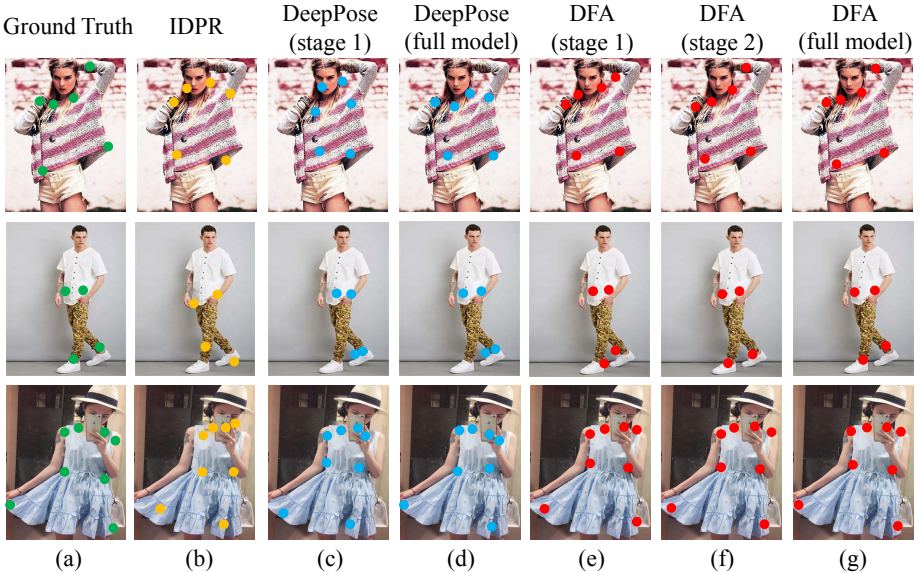 Ground Truth
IDPR
DeepPose
(stage 1)
DeepPose
(full model)
DFA
(stage 1)
DFA
(stage 2)
DFA
(full model)
(a)
(b)
(c)
(d)
(e)
(f)
(g)